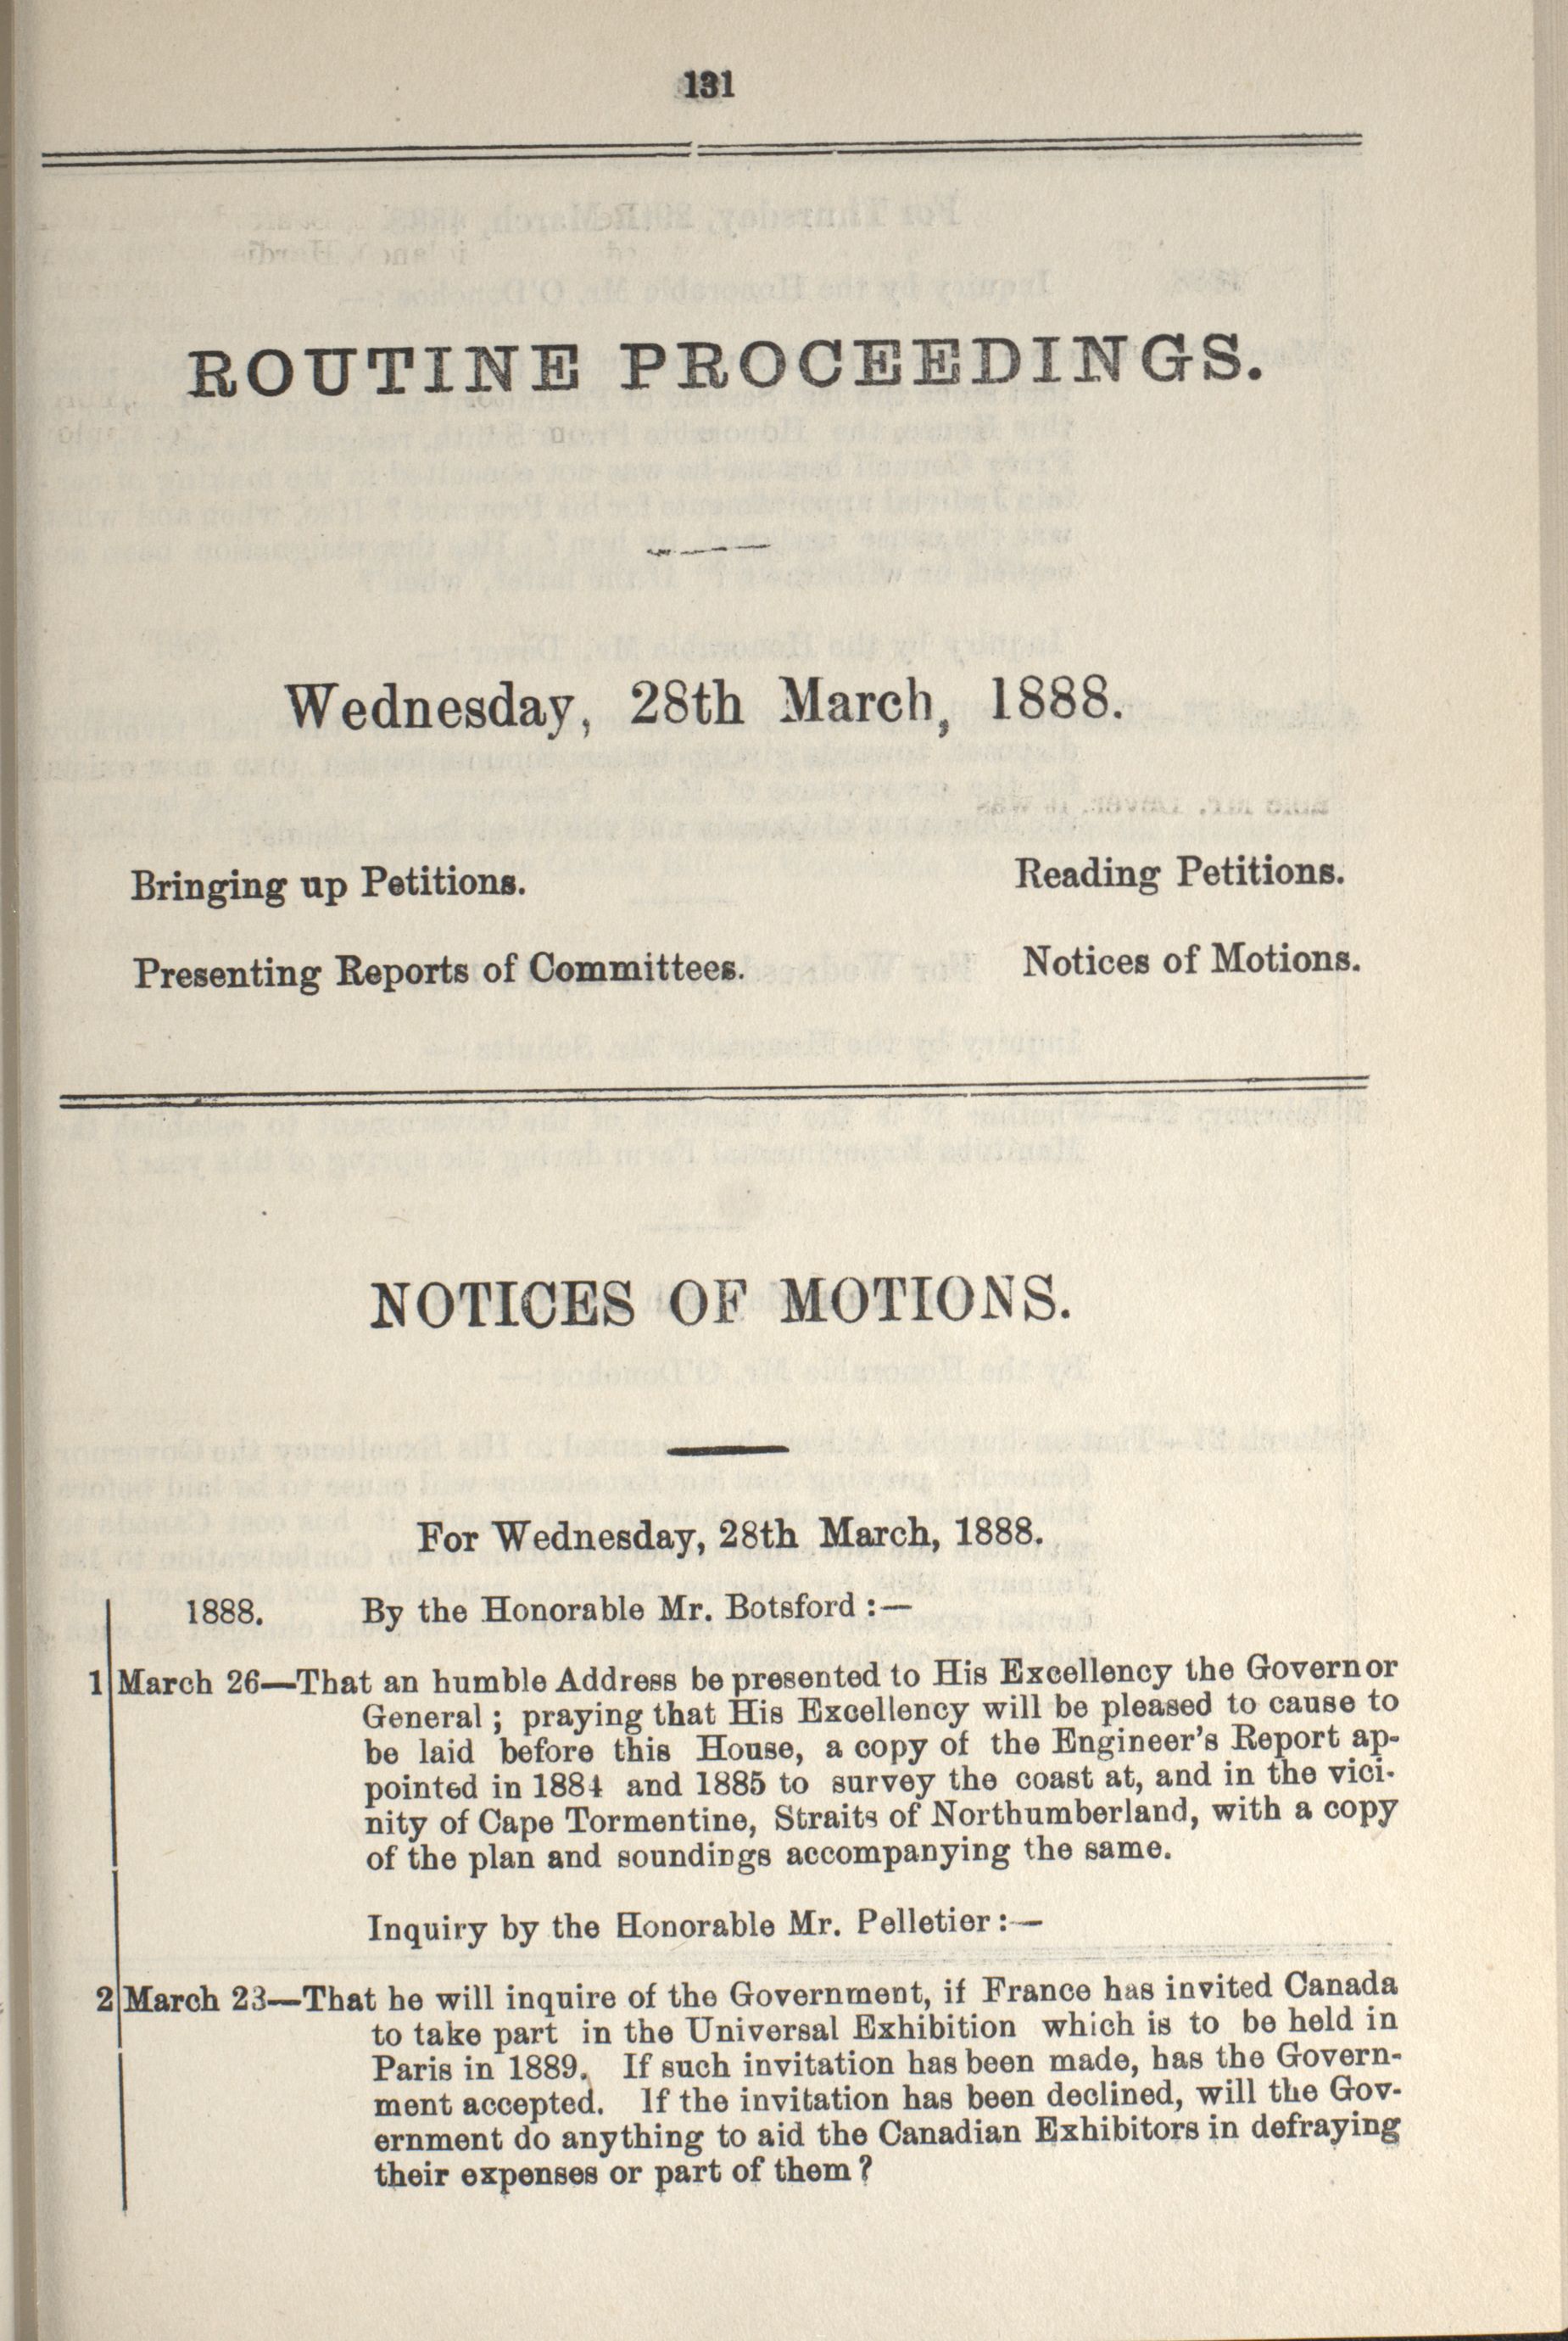 131
ROUTINE PROCEEDINGS.
Wednesday, 28th March, 1888.
Bringing up Petitions. Reading Petitions.
Presenting Reports of Committees. Notices of Motions.
NOTICES OF MOTIONS.
For Wednesday, 28th March, 1888.
1888. By the Honorable Mr. Botsford :—
1 March 26—That an humble Address be presented to His Excellency the Governor
General ; praying that His Excellency will be pleased to cause to
be laid before this House, a copy of the Engineer's Report ap-
pointed in 1884 and 1885 to survey the coast at, and in the vici-
nity of Cape Tormentine, Straits of Northumberland, with a copy
of the plan and soundings accompanying the same.
Inquiry by the Honorable Mr. Pelletier :—
2 March 23—That he will inquire of the Government, if France has invited Canada
to take part in the Universal Exhibition which is to be held in
Paris in 1889. If such invitation has been made, has the Govern-
ment accepted. If the invitation has been declined, will the Gov-
ernment do anything to aid the Canadian Exhibitors in defraying
their expenses or part of them ?